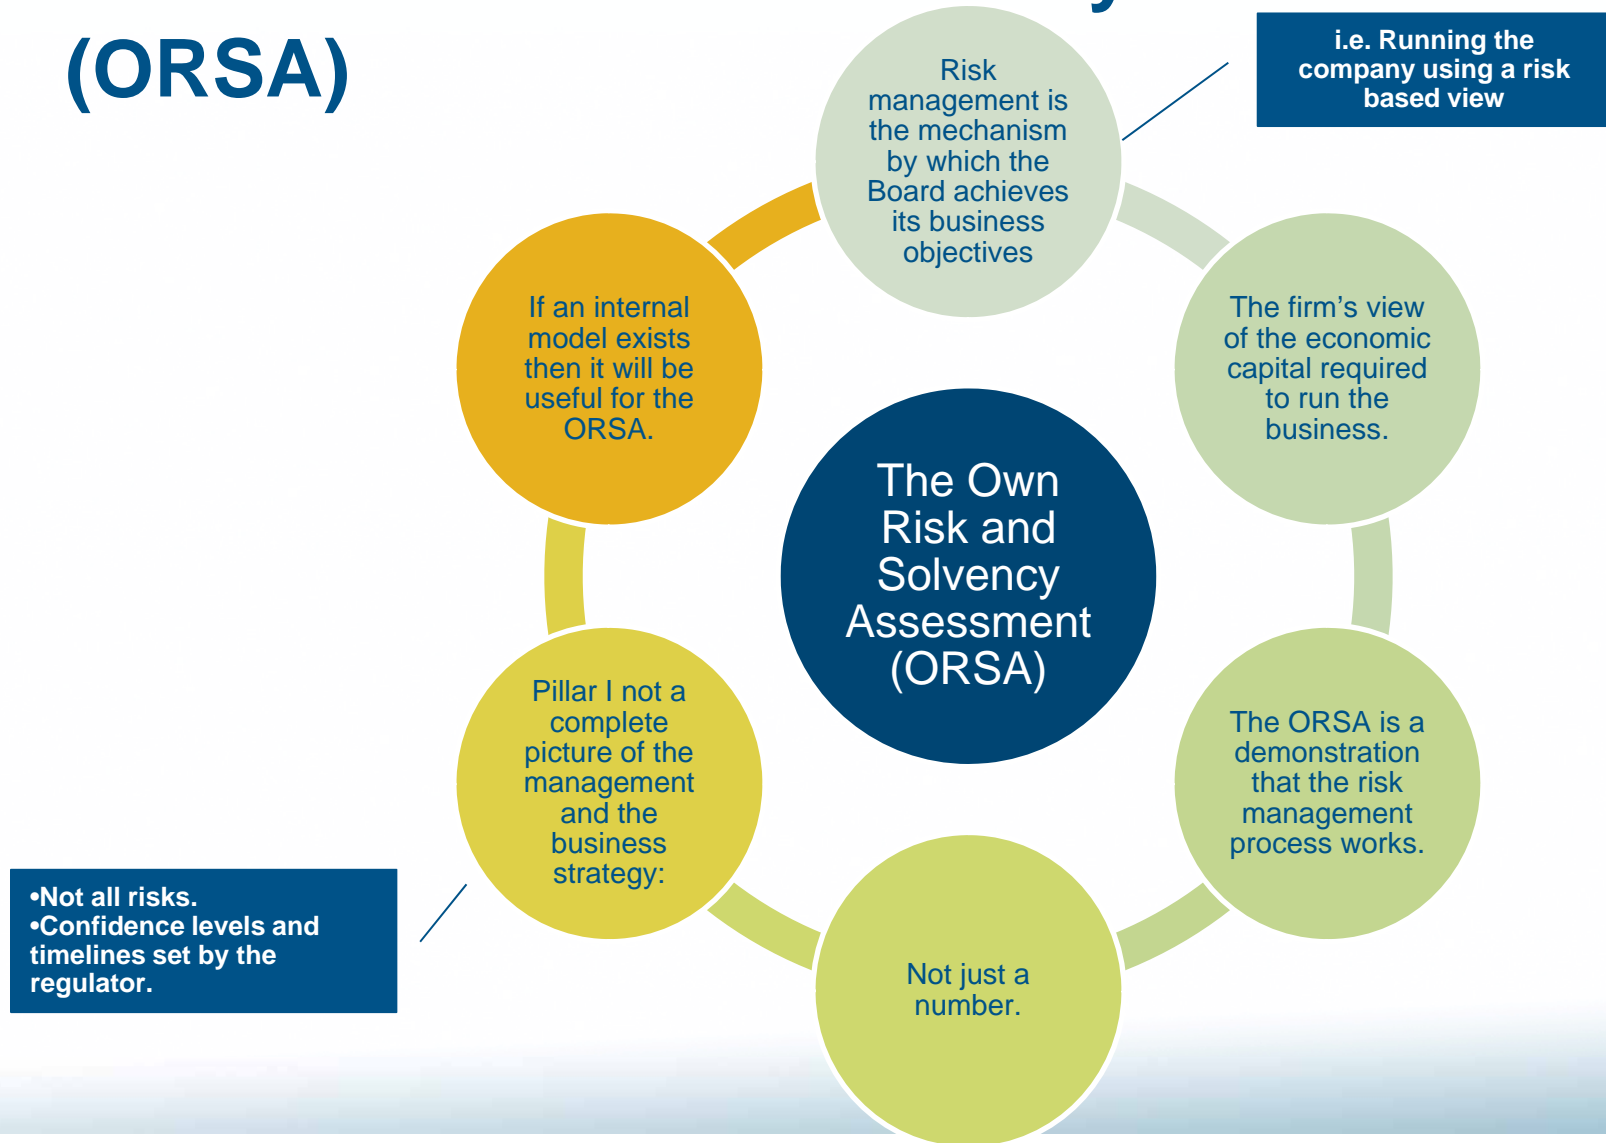 (ORSA)
i.e. Running the
company using a risk
based view
Risk
management is
the mechanism
by which the
Board achieves
its business
objectives
The firm’s view
of the economic
capital required
to run the
business.
The ORSA is a
demonstration
that the risk
management
process works.
Not just a
number.
Pillar I not a
complete
picture of the
management
and the
business
strategy:
•Not all risks.
•Confidence levels and
timelines set by the
regulator.
If an internal
model exists
then it will be
useful for the
ORSA.
The Own
Risk and
Solvency
Assessment
(ORSA)